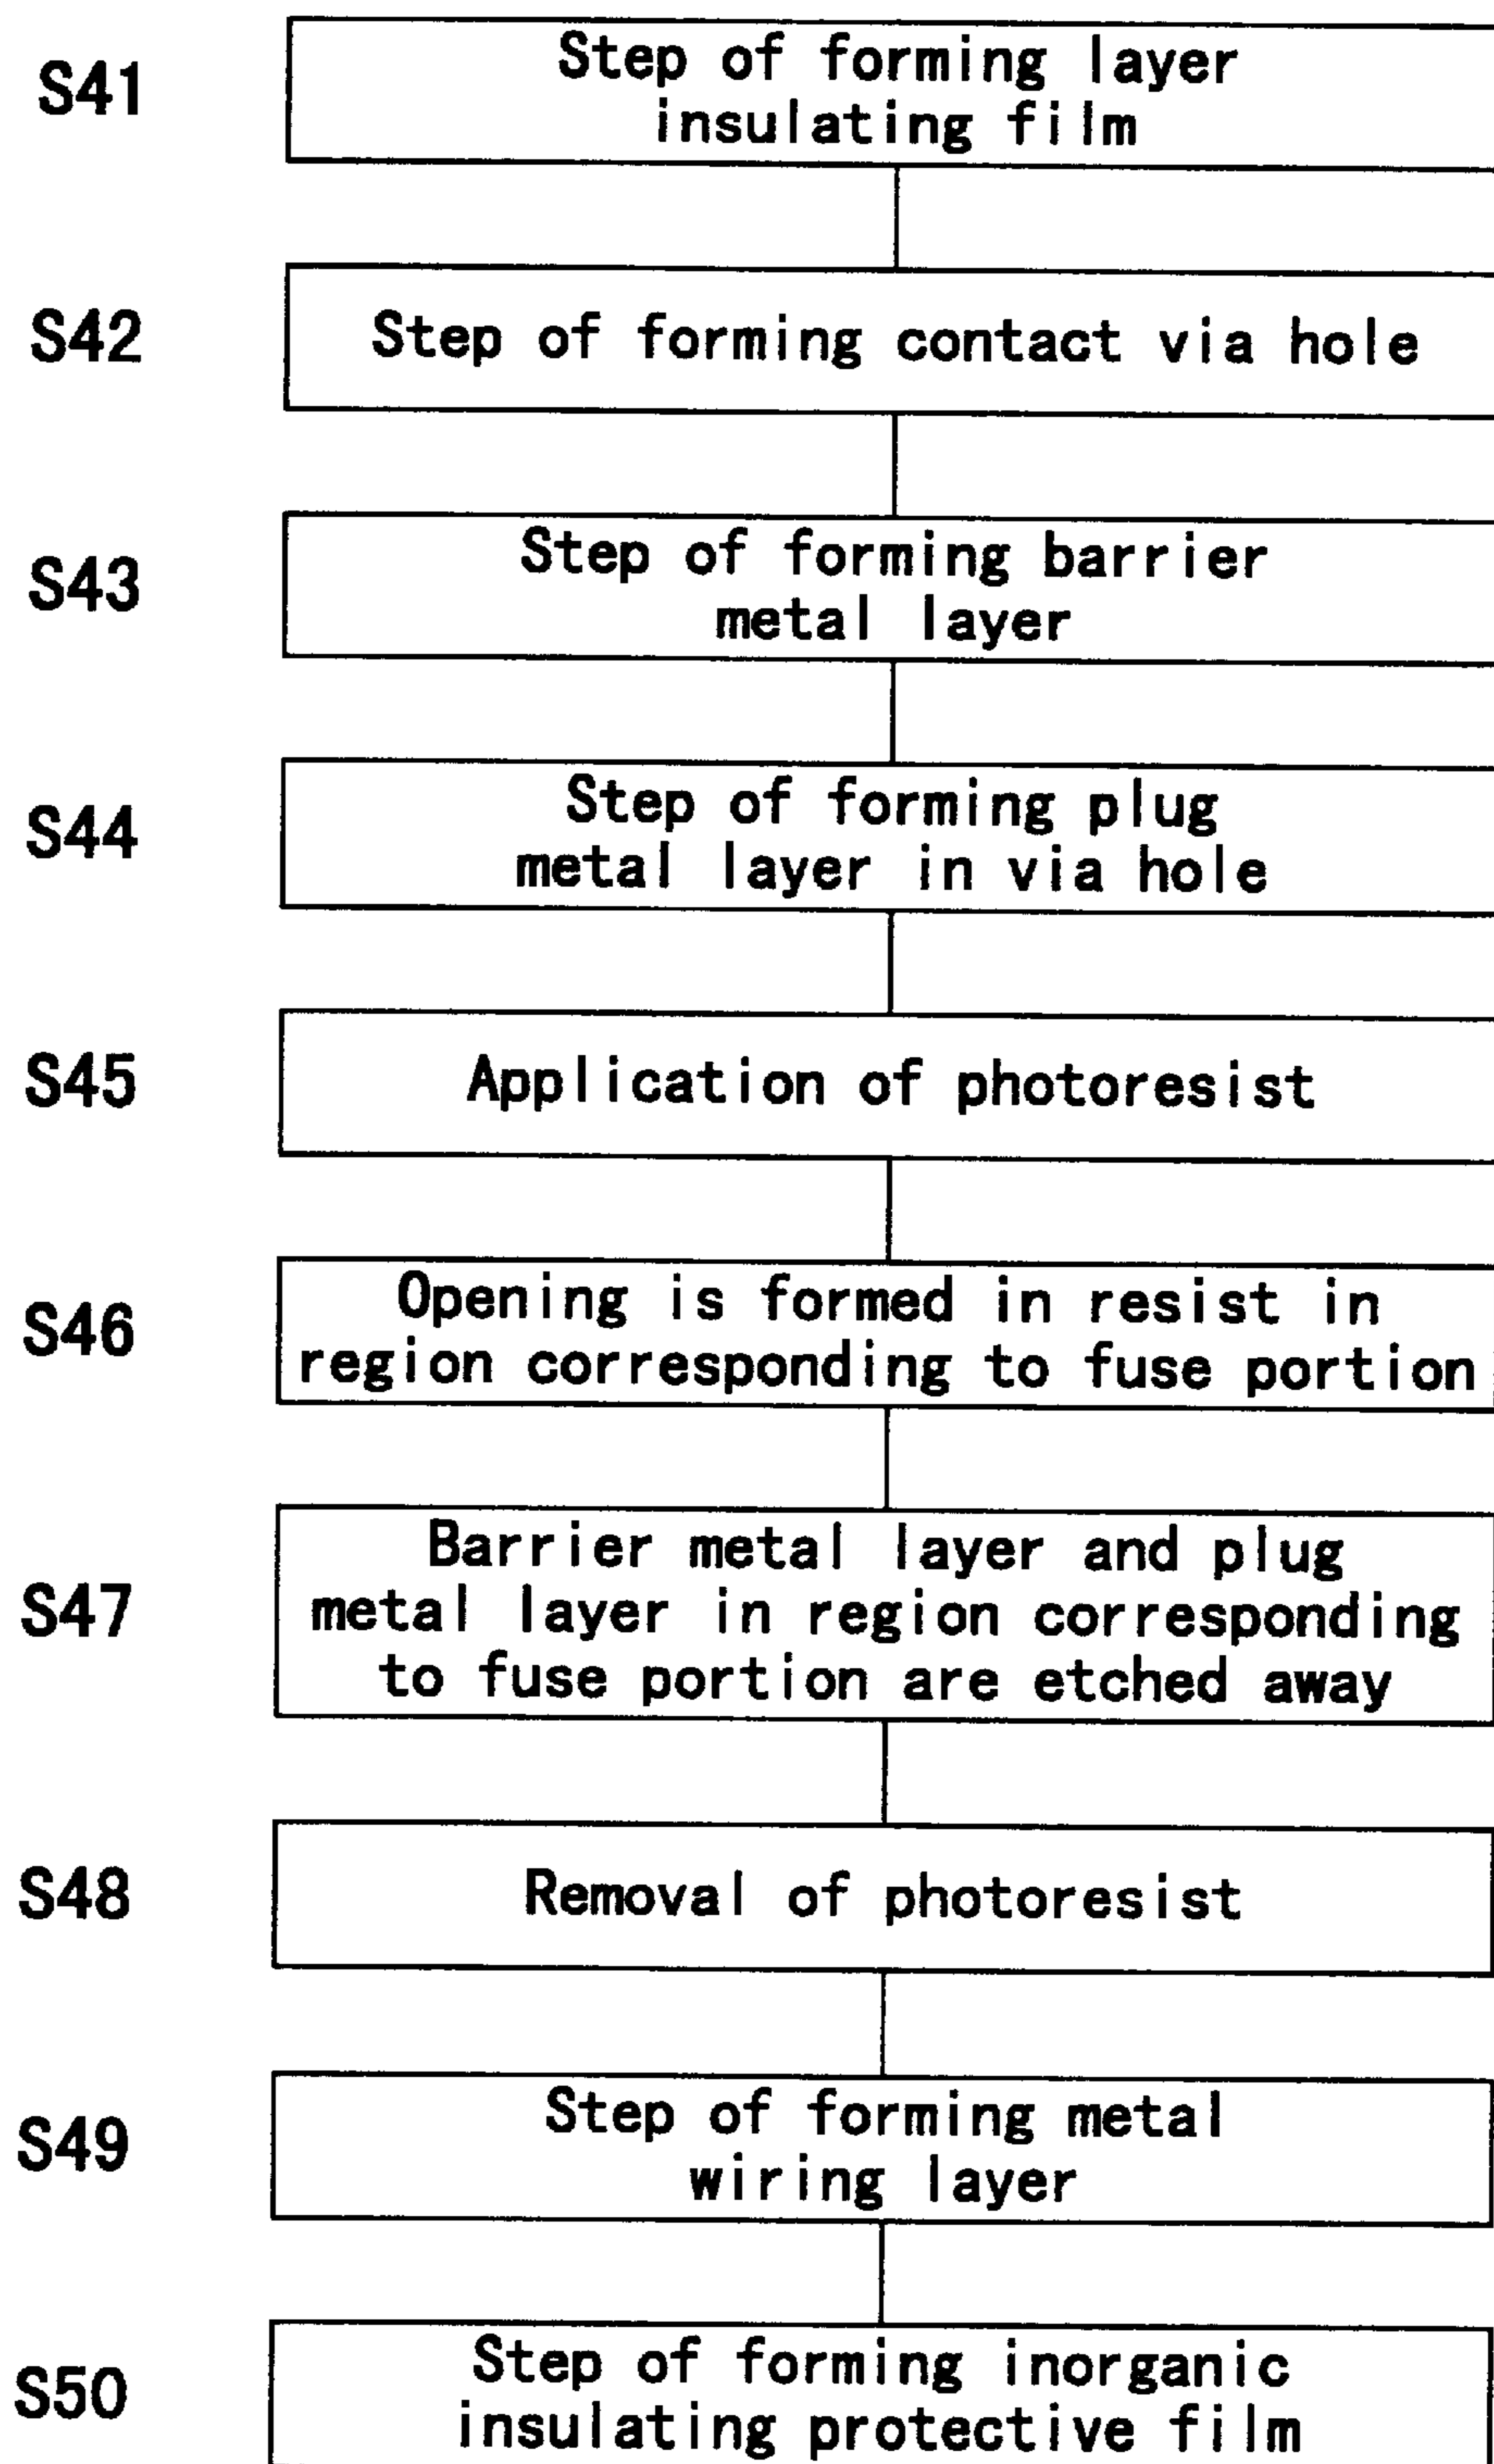 S41
Step of forming layer
insulating film
S42
Step of forming contact via hole
S43
Step of forming barrier
metal layer
S44
Step of forming plug
metal layer in via hole
S45
Application of photoresist
S46
Opening is formed in resist in
region corresponding to fuse portion
S47
Barrier metal layer and plug
metal layer in region corresponding
to fuse portion are etched away
S48
Removal of photoresist
S49
Step of forming metal
wiring layer
S50
Step of forming inorganic
insulating protective film